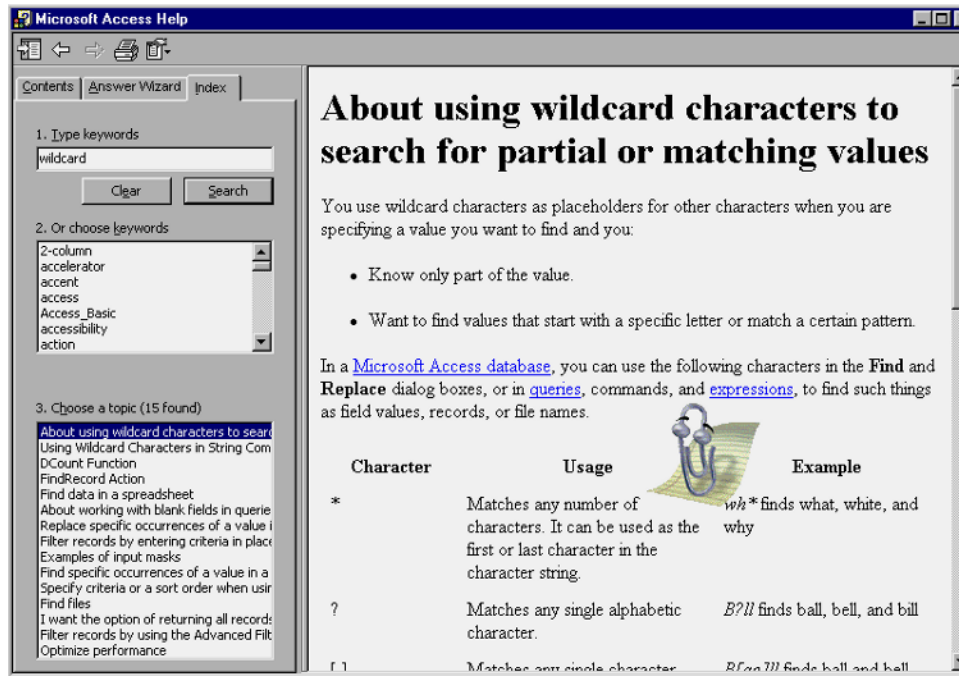 Microsoft Access Help
Contents Answer Wizard Index
1. Type keywords
wildcard
Clear Search
2. Or choose keywords
2-column
accelerator
accent
access
Access_Basic
accessibility
action
3. Choose a topic (15 found)
About using wildcard characters to searc
Using Wildcard Characters in String Com
DCount Function
FindRecord Action
Find data in a spreadsheet
About working with blank fields in querie
Replace specific occurrences of a value i
Filter records by entering criteria in place
Examples of input masks
Find specific occurrences of a value in a
Specify criteria or a sort order when usin
Find files
I want the option of returning all records
Filter records by using the Advanced Filt
Optimize performance
About using wildcard characters to
search for partial or matching values
You use wildcard characters as placeholders for other characters when you are
specifying a value you want to find and you:
• Know only part of the value.
• Want to find values that start with a specific letter or match a certain pattern.
In a Microsoft Access database, you can use the following characters in the Find and
Replace dialog boxes, or in queries, commands, and expressions, to find such things
as field values, records, or file names.
Character Usage Example
* Matches any number of wh* finds what, white, and
characters. It can be used as the why
first or last character in the
character string.
? Matches any single alphabetic B?ll finds ball, bell, and bill
character.
[ ] Matches any single character B[ae]ll finds ball and bell